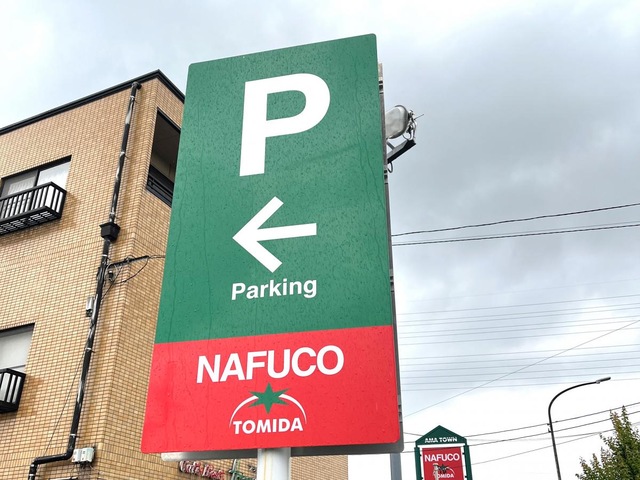 P
Parking
NAFUCO
TOMIDA
AMA TOWN
NAFUCO
TOMIDA